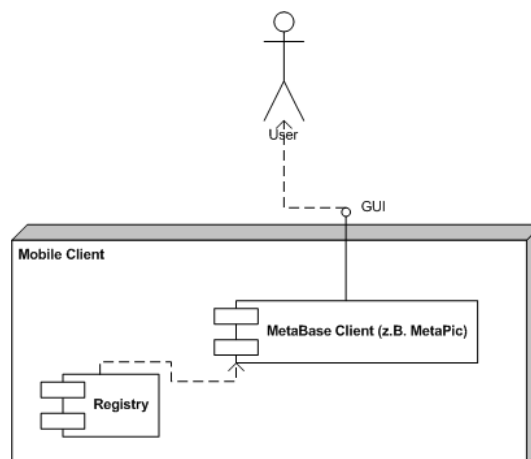 User
GUI
Mobile Client
MetaBase Client (z.B. MetaPic)
Registry